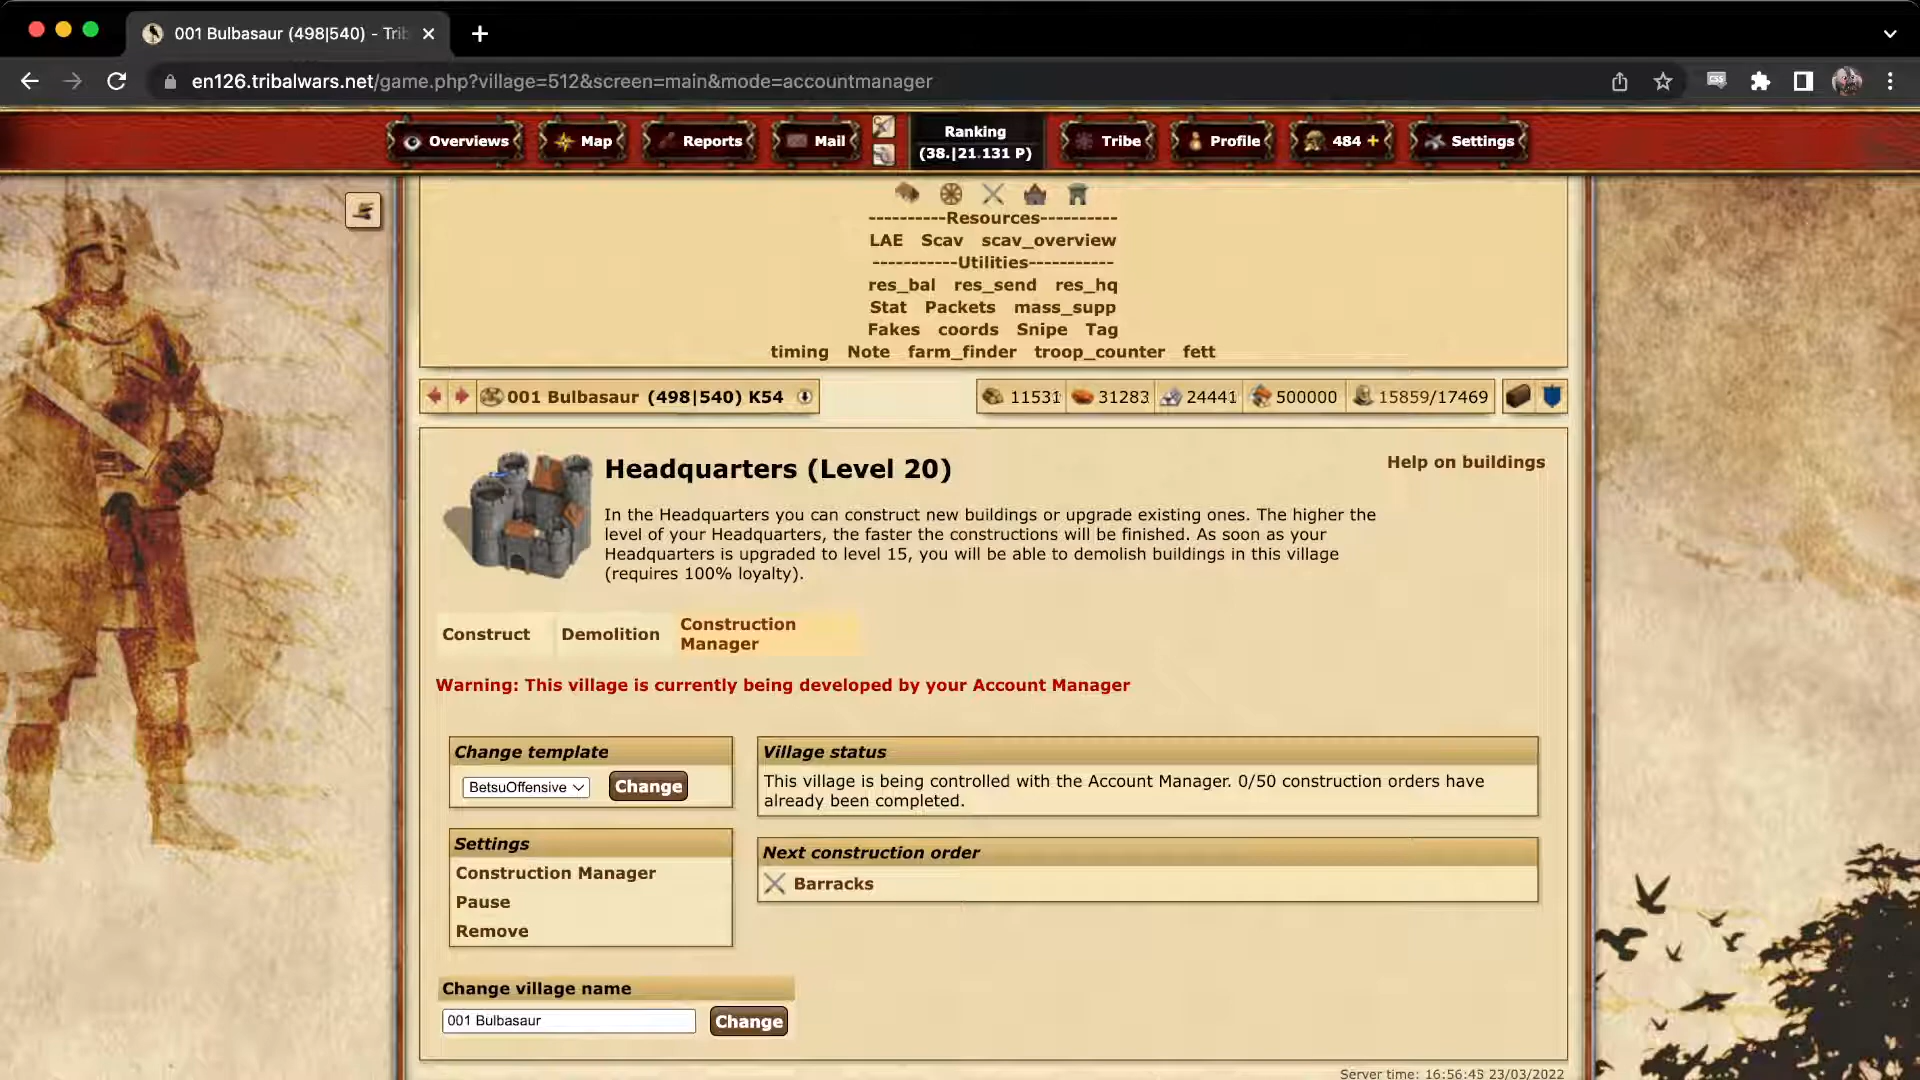 001 Bulbasaur (498|540) - Trib
en126.tribalwars.net/game.php?village=512&screen=main&mode=accountmanager
Overviews
Map
Reports
Mail
Ranking
(38.|21.131 P)
Tribe
Profile
484 +
Settings
----------Resources----------
LAE Scav scav_overview
-----------Utilities-----------
res_bal res_send res_hq
Stat Packets mass_supp
Fakes coords Snipe Tag
timing Note farm_finder troop_counter fett
001 Bulbasaur (498|540) K54
11531
31283
24441
500000
15859/17469
Headquarters (Level 20)
Help on buildings
In the Headquarters you can construct new buildings or upgrade existing ones. The higher the
level of your Headquarters, the faster the constructions will be finished. As soon as your
Headquarters is upgraded to level 15, you will be able to demolish buildings in this village
(requires 100% loyalty).
Construct
Demolition
Construction
Manager
Warning: This village is currently being developed by your Account Manager
Change template
BetsuOffensive
Change
Village status
This village is being controlled with the Account Manager. 0/50 construction orders have
already been completed.
Settings
Construction Manager
Pause
Remove
Next construction order
Barracks
Change village name
001 Bulbasaur
Change
Server time: 16:56:45 23/03/2022